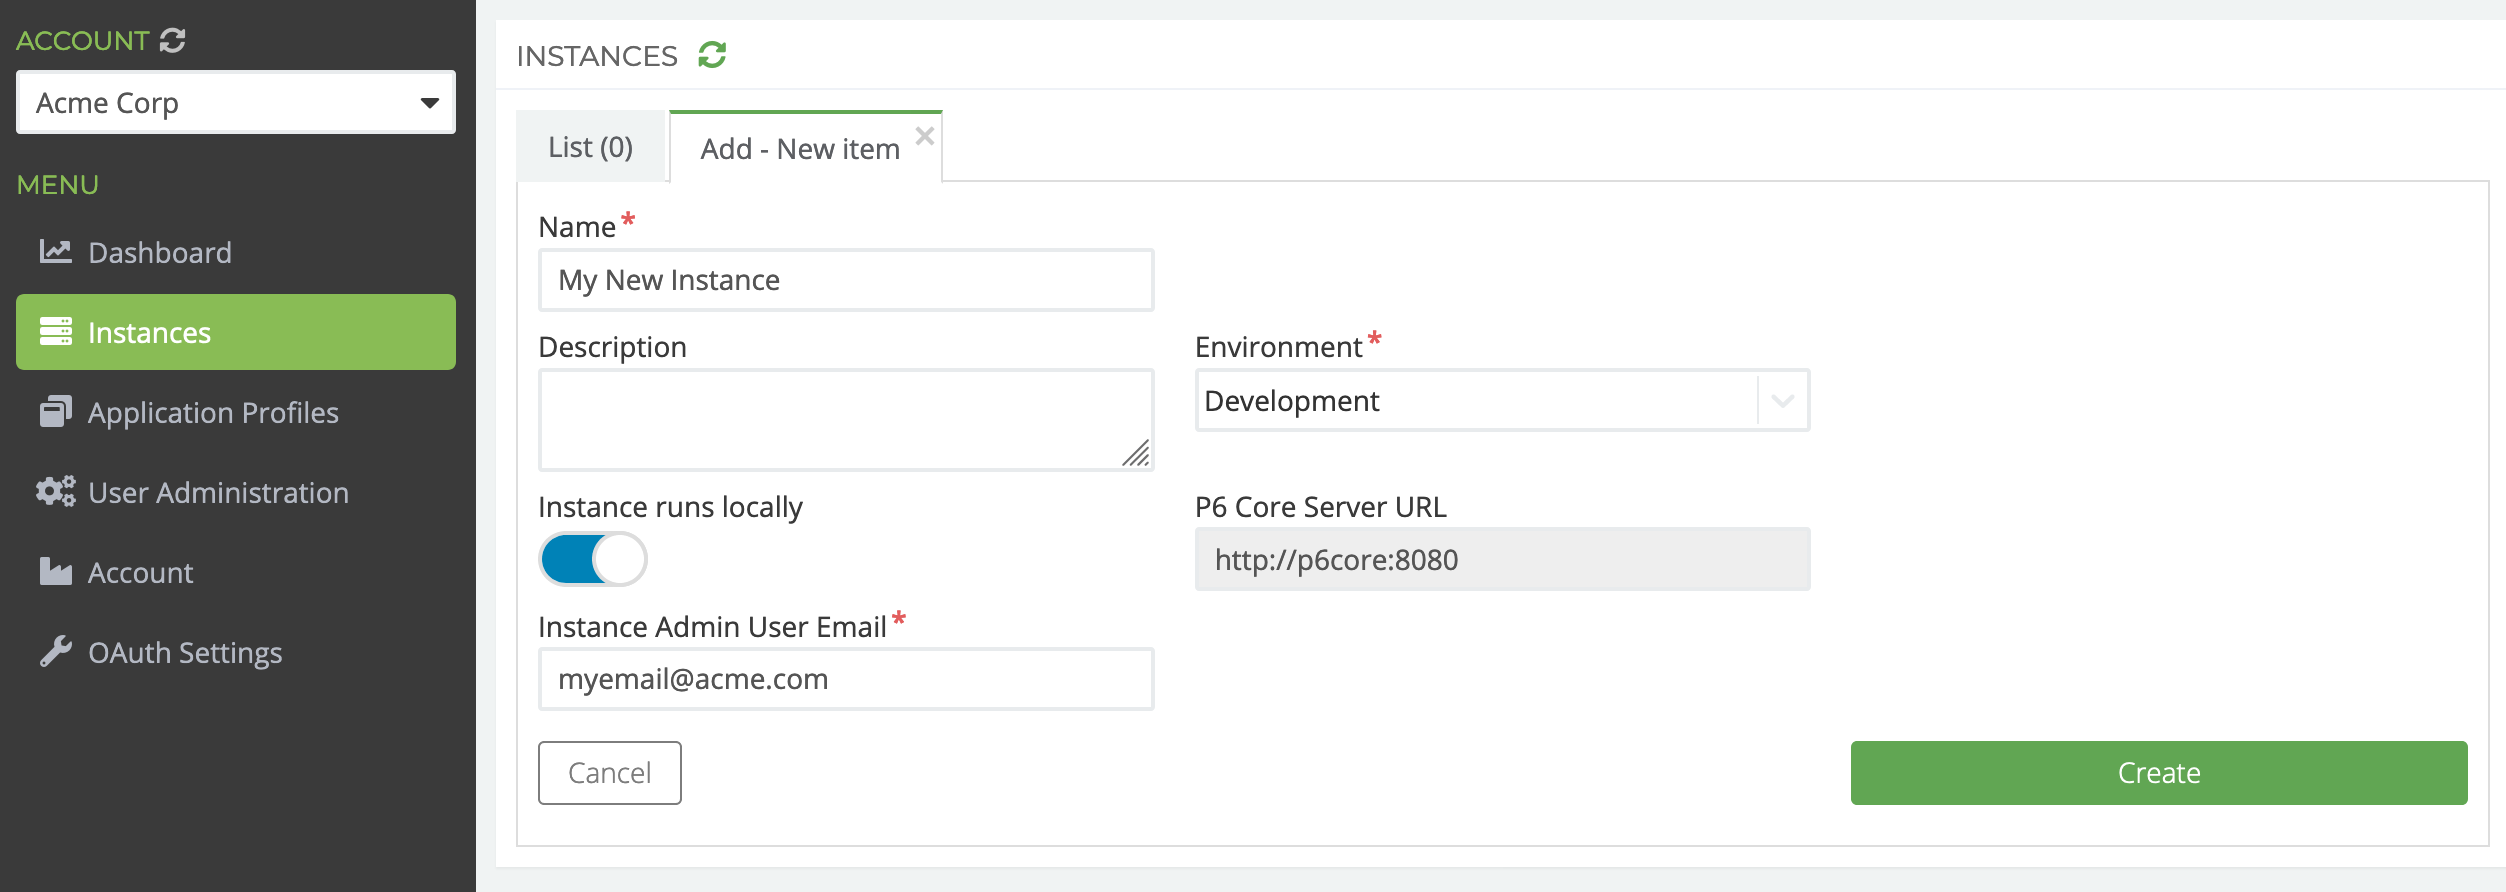 ACCOUNT
Acme Corp
MENU
Dashboard
Instances
Application Profiles
User Administration
Account
OAuth Settings
INSTANCES
List (0)
Add - New item
Name *
My New Instance
Description
Environment *
Development
Instance runs locally
P6 Core Server URL
http://p6core:8080
Instance Admin User Email *
myemail@acme.com
Cancel
Create